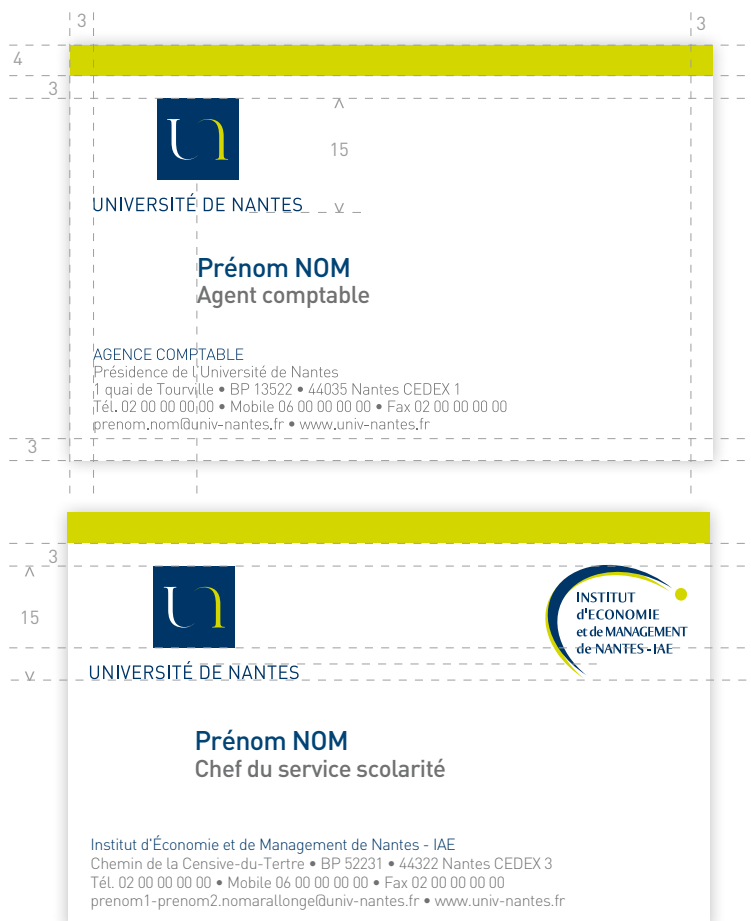 3
3
4
3
15
UNIVERSITÉ DE NANTES
Prénom NOM
Agent comptable
AGENCE COMPTABLE
Présidence de l'Université de Nantes
1 quai de Tourville • BP 13522 • 44035 Nantes CEDEX 1
Tél. 02 00 00 00 00 • Mobile 06 00 00 00 00 • Fax 02 00 00 00 00
prenom.nom@univ-nantes.fr • www.univ-nantes.fr
3
3
15
UNIVERSITÉ DE NANTES
INSTITUT
d'ECONOMIE
et de MANAGEMENT
de NANTES - IAE
Prénom NOM
Chef du service scolarité
Institut d'Économie et de Management de Nantes - IAE
Chemin de la Censive-du-Tertre • BP 52231 • 44322 Nantes CEDEX 3
Tél. 02 00 00 00 00 • Mobile 06 00 00 00 00 • Fax 02 00 00 00 00
prenom1-prenom2.nomarallonge@univ-nantes.fr • www.univ-nantes.fr